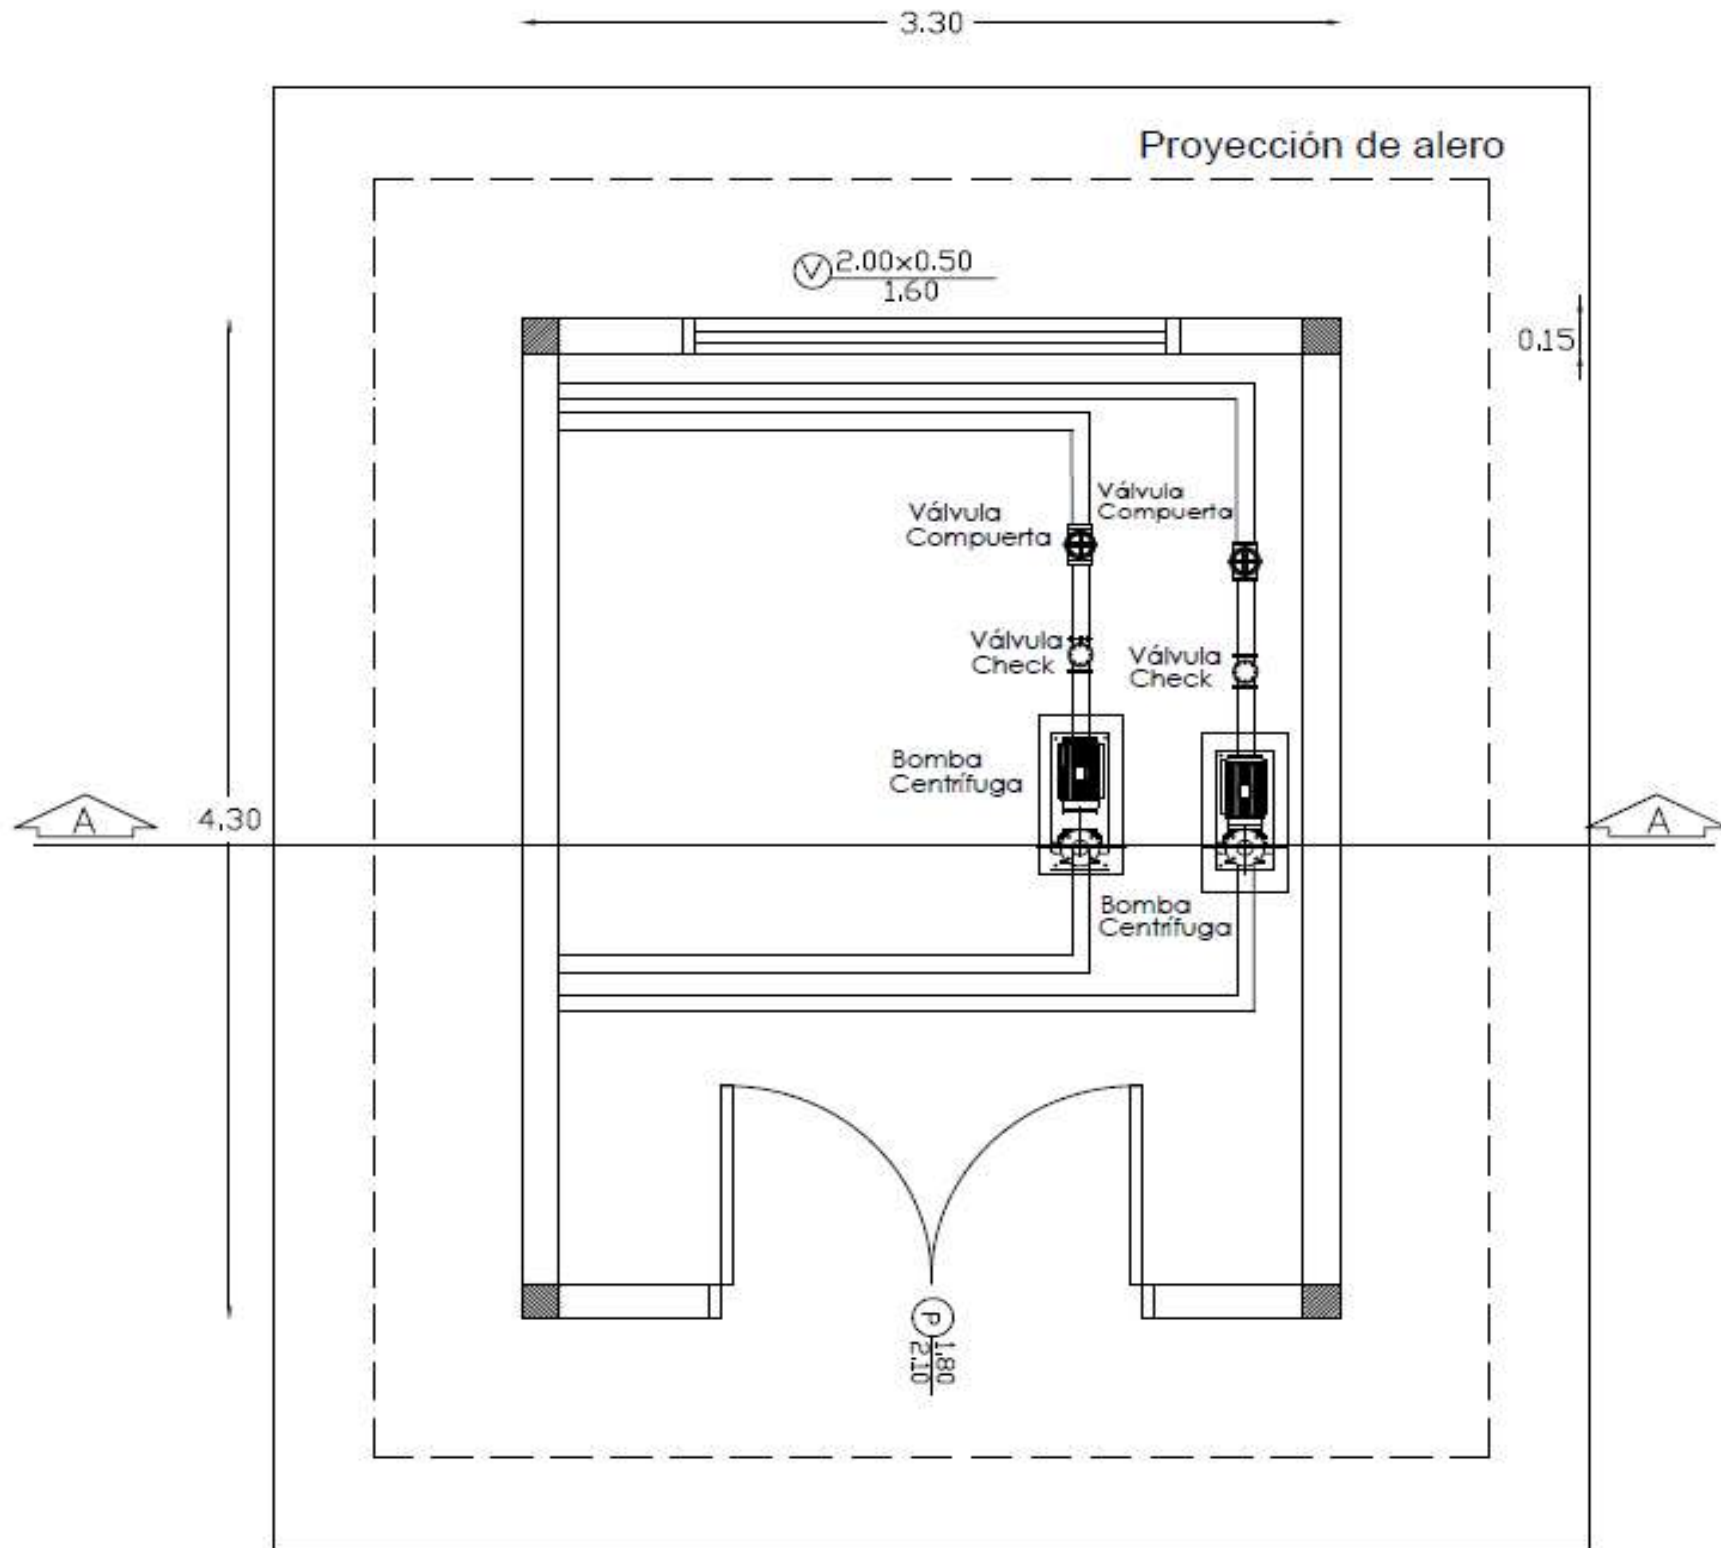 3.30
Proyección de alero
V 2.00x0.50
1.60
0.15
Válvula
Compuerta
Válvula
Compuerta
Válvula
Check
Válvula
Check
Bomba
Centrífuga
A
4.30
A
Bomba
Centrífuga
P 1.80
2.10